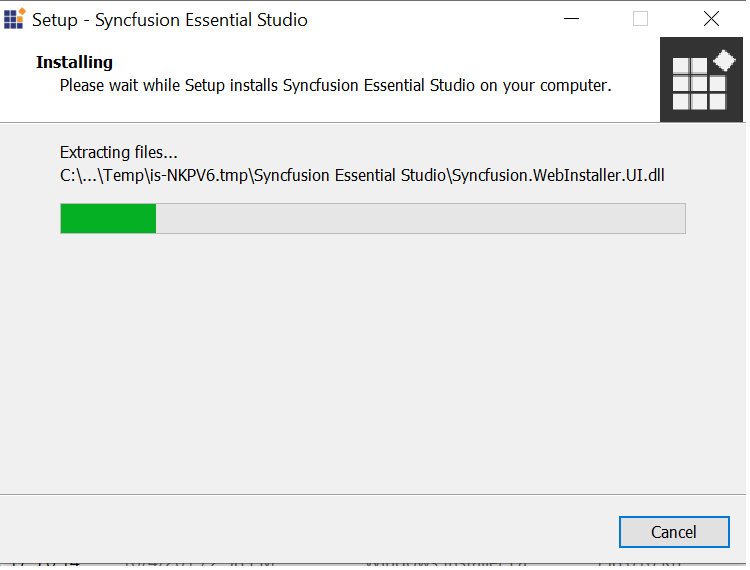 Setup - Syncfusion Essential Studio
Installing
Please wait while Setup installs Syncfusion Essential Studio on your computer.
Extracting files...
C:\...\Temp\is-NKPV6.tmp\Syncfusion Essential Studio\Syncfusion.WebInstaller.UI.dll
Cancel